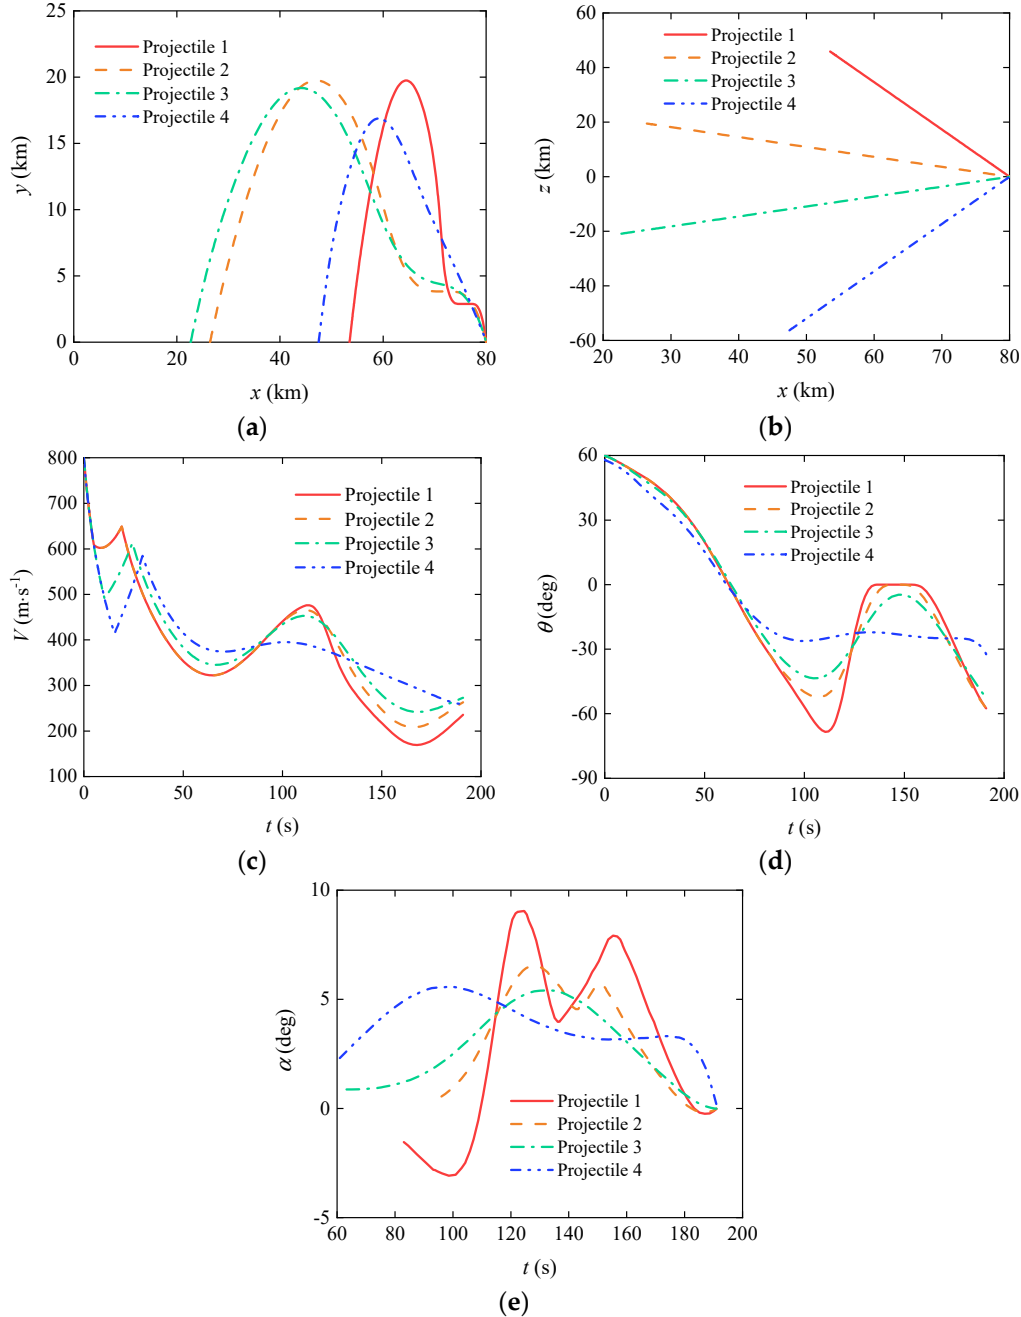 25
20
15
10
5
0
0
20
40
60
80
y (km)
x (km)
Projectile 1
Projectile 2
Projectile 3
Projectile 4
(a)
60
40
20
0
-20
-40
-60
20
30
40
50
60
70
80
z (km)
x (km)
Projectile 1
Projectile 2
Projectile 3
Projectile 4
(b)
800
700
600
500
400
300
200
100
0
50
100
150
200
V (m·s⁻¹)
t (s)
Projectile 1
Projectile 2
Projectile 3
Projectile 4
(c)
60
30
0
-30
-60
-90
0
50
100
150
200
θ (deg)
t (s)
Projectile 1
Projectile 2
Projectile 3
Projectile 4
(d)
10
5
0
-5
60
80
100
120
140
160
180
200
α (deg)
t (s)
Projectile 1
Projectile 2
Projectile 3
Projectile 4
(e)